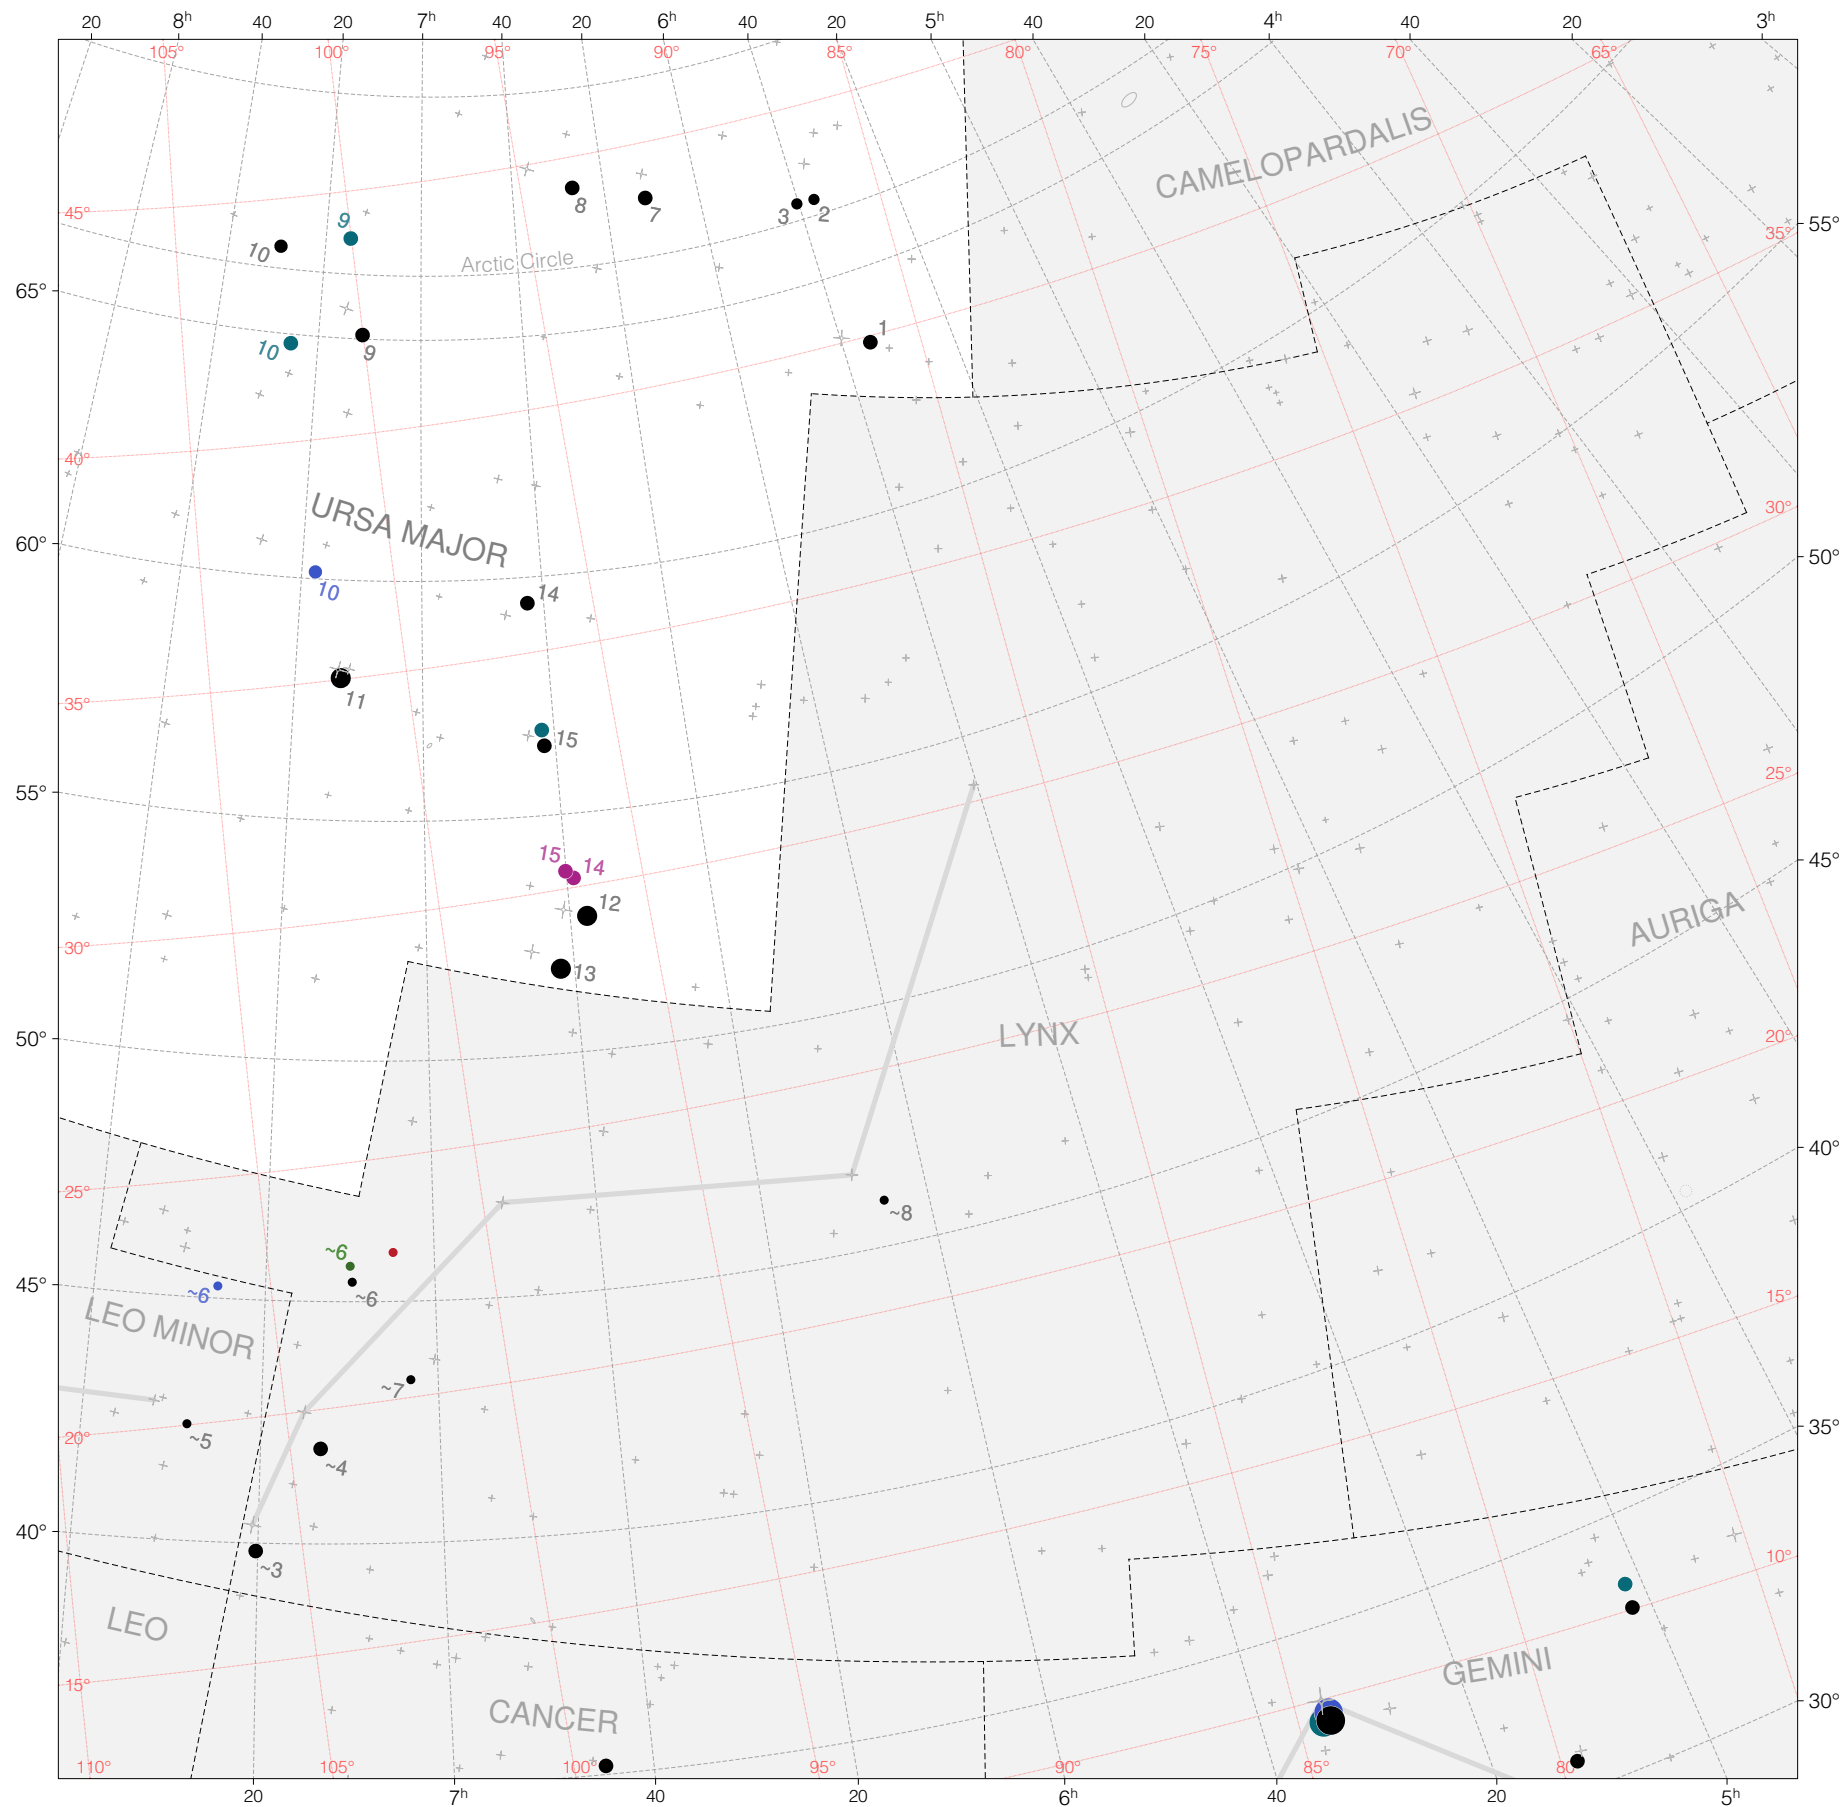 20 8h 40 20 7h 40 20 6h 40 20 5h 40 20 4h 40 20 3h
105° 100° 95° 90° 85° 80° 75° 70° 65°
CAMELOPARDALIS
8 7 3 2
45° 9
55°
35°
10 Arctic Circle
65°
1
10 9
40°
URSA MAJOR
30°
60°
50°
10 14
11
35°
15
25°
55°
45°
15 14
12
AURIGA
30°
13
20°
50°
LYNX
40°
25°
~8
~6
45° ~6 ~6
15°
LEO MINOR
~7
35°
20° ~5
~4
40°
10°
~3
LEO
GEMINI
15°
30°
CANCER
110° 105° 100° 95° 90° 85° 80°
20 7h 40 20 6h 40 20 5h